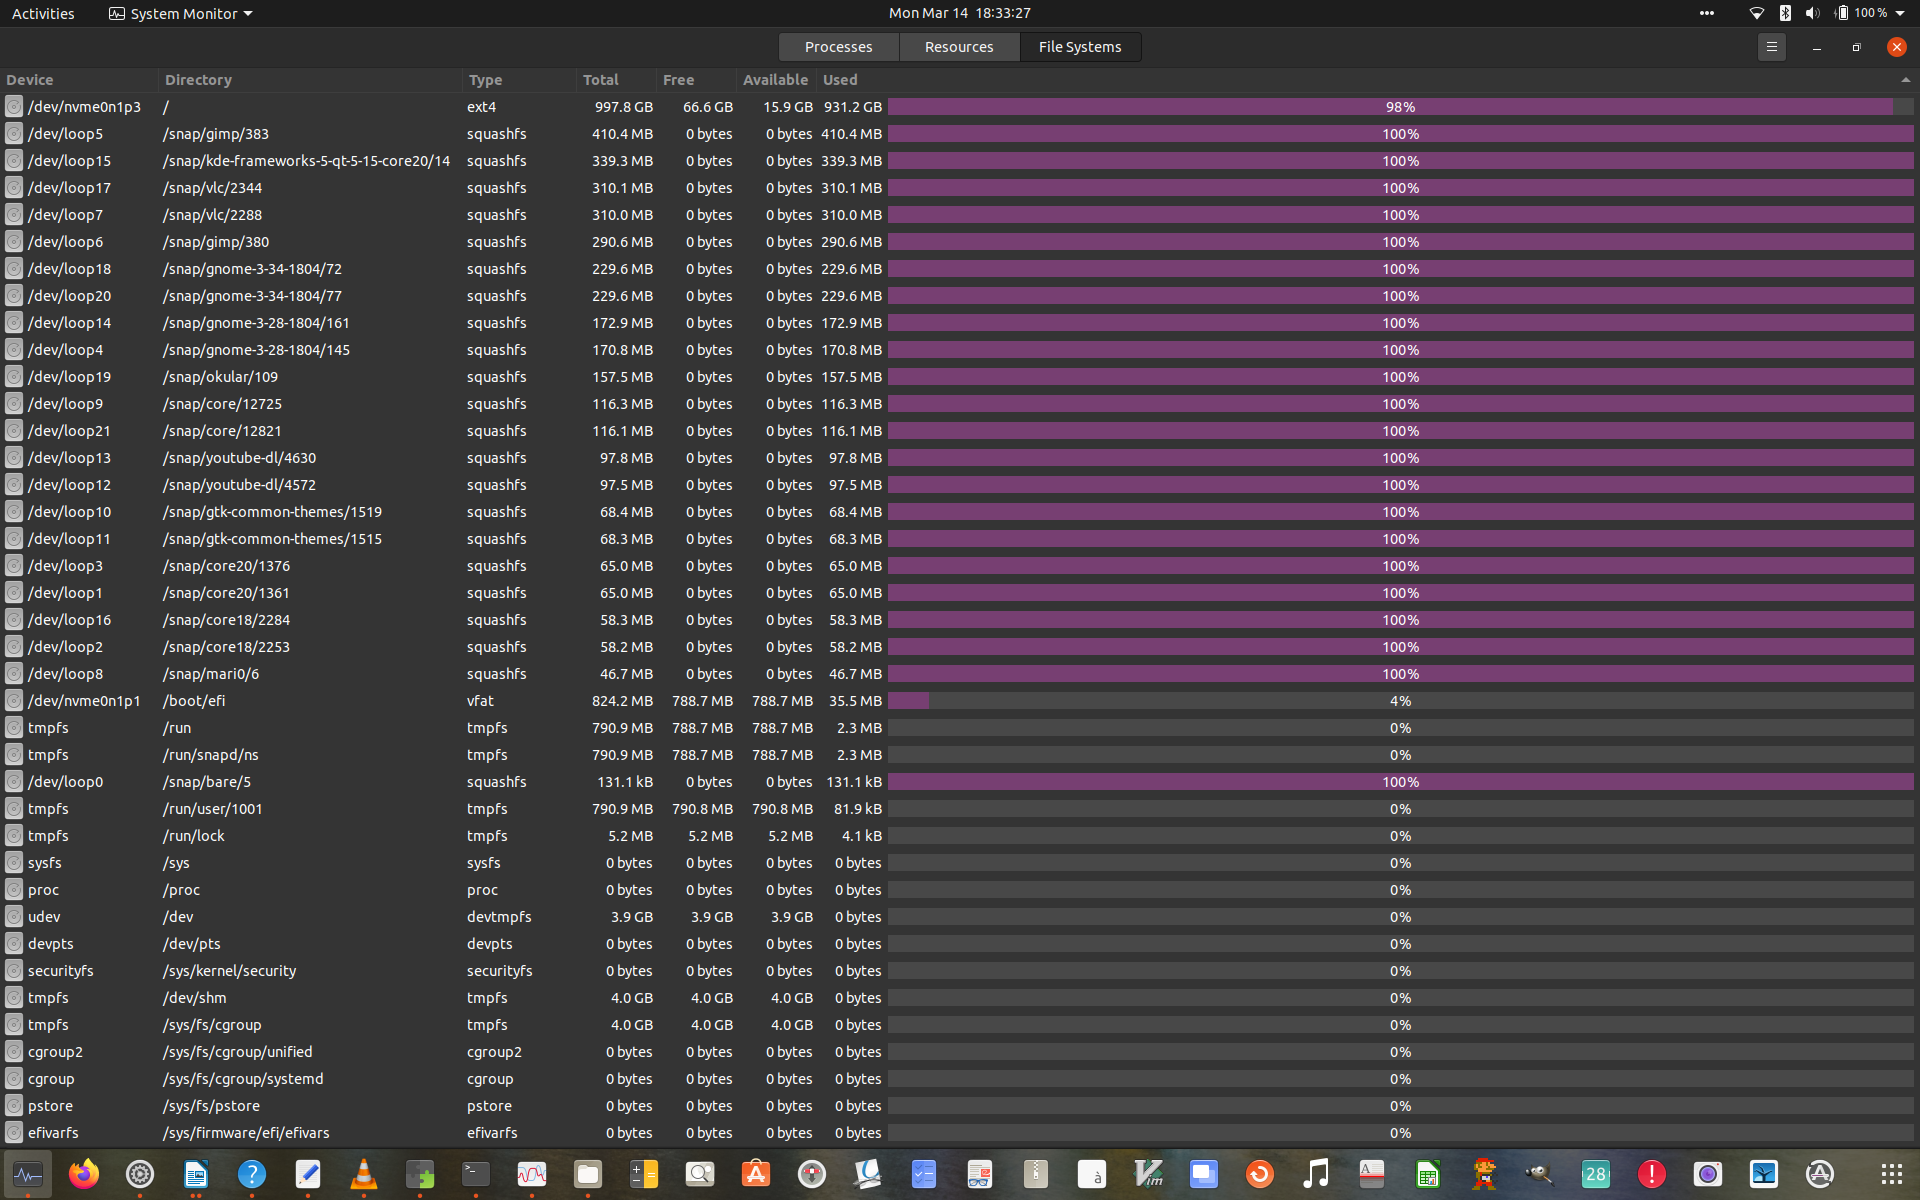 Activities System Monitor Mon Mar 14 18:33:27 100 %
Processes Resources File Systems
Device Directory Type Total Free Available Used
/dev/nvme0n1p3 / ext4 997.8 GB 66.6 GB 15.9 GB 931.2 GB 98%
/dev/loop5 /snap/gimp/383 squashfs 410.4 MB 0 bytes 0 bytes 410.4 MB 100%
/dev/loop15 /snap/kde-frameworks-5-qt-5-15-core20/14 squashfs 339.3 MB 0 bytes 0 bytes 339.3 MB 100%
/dev/loop17 /snap/vlc/2344 squashfs 310.1 MB 0 bytes 0 bytes 310.1 MB 100%
/dev/loop7 /snap/vlc/2288 squashfs 310.0 MB 0 bytes 0 bytes 310.0 MB 100%
/dev/loop6 /snap/gimp/380 squashfs 290.6 MB 0 bytes 0 bytes 290.6 MB 100%
/dev/loop18 /snap/gnome-3-34-1804/72 squashfs 229.6 MB 0 bytes 0 bytes 229.6 MB 100%
/dev/loop20 /snap/gnome-3-34-1804/77 squashfs 229.6 MB 0 bytes 0 bytes 229.6 MB 100%
/dev/loop14 /snap/gnome-3-28-1804/161 squashfs 172.9 MB 0 bytes 0 bytes 172.9 MB 100%
/dev/loop4 /snap/gnome-3-28-1804/145 squashfs 170.8 MB 0 bytes 0 bytes 170.8 MB 100%
/dev/loop19 /snap/okular/109 squashfs 157.5 MB 0 bytes 0 bytes 157.5 MB 100%
/dev/loop9 /snap/core/12725 squashfs 116.3 MB 0 bytes 0 bytes 116.3 MB 100%
/dev/loop21 /snap/core/12821 squashfs 116.1 MB 0 bytes 0 bytes 116.1 MB 100%
/dev/loop13 /snap/youtube-dl/4630 squashfs 97.8 MB 0 bytes 0 bytes 97.8 MB 100%
/dev/loop12 /snap/youtube-dl/4572 squashfs 97.5 MB 0 bytes 0 bytes 97.5 MB 100%
/dev/loop10 /snap/gtk-common-themes/1519 squashfs 68.4 MB 0 bytes 0 bytes 68.4 MB 100%
/dev/loop11 /snap/gtk-common-themes/1515 squashfs 68.3 MB 0 bytes 0 bytes 68.3 MB 100%
/dev/loop3 /snap/core20/1376 squashfs 65.0 MB 0 bytes 0 bytes 65.0 MB 100%
/dev/loop1 /snap/core20/1361 squashfs 65.0 MB 0 bytes 0 bytes 65.0 MB 100%
/dev/loop16 /snap/core18/2284 squashfs 58.3 MB 0 bytes 0 bytes 58.3 MB 100%
/dev/loop2 /snap/core18/2253 squashfs 58.2 MB 0 bytes 0 bytes 58.2 MB 100%
/dev/loop8 /snap/mari0/6 squashfs 46.7 MB 0 bytes 0 bytes 46.7 MB 100%
/dev/nvme0n1p1 /boot/efi vfat 824.2 MB 788.7 MB 788.7 MB 35.5 MB 4%
tmpfs /run tmpfs 790.9 MB 788.7 MB 788.7 MB 2.3 MB 0%
tmpfs /run/snapd/ns tmpfs 790.9 MB 788.7 MB 788.7 MB 2.3 MB 0%
/dev/loop0 /snap/bare/5 squashfs 131.1 kB 0 bytes 0 bytes 131.1 kB 100%
tmpfs /run/user/1001 tmpfs 790.9 MB 790.8 MB 790.8 MB 81.9 kB 0%
tmpfs /run/lock tmpfs 5.2 MB 5.2 MB 5.2 MB 4.1 kB 0%
sysfs /sys sysfs 0 bytes 0 bytes 0 bytes 0 bytes 0%
proc /proc proc 0 bytes 0 bytes 0 bytes 0 bytes 0%
udev /dev devtmpfs 3.9 GB 3.9 GB 3.9 GB 0 bytes 0%
devpts /dev/pts devpts 0 bytes 0 bytes 0 bytes 0 bytes 0%
securityfs /sys/kernel/security securityfs 0 bytes 0 bytes 0 bytes 0 bytes 0%
tmpfs /dev/shm tmpfs 4.0 GB 4.0 GB 4.0 GB 0 bytes 0%
tmpfs /sys/fs/cgroup tmpfs 4.0 GB 4.0 GB 4.0 GB 0 bytes 0%
cgroup2 /sys/fs/cgroup/unified cgroup2 0 bytes 0 bytes 0 bytes 0 bytes 0%
cgroup /sys/fs/cgroup/systemd cgroup 0 bytes 0 bytes 0 bytes 0 bytes 0%
pstore /sys/fs/pstore pstore 0 bytes 0 bytes 0 bytes 0 bytes 0%
efivarfs /sys/firmware/efi/efivars efivarfs 0 bytes 0 bytes 0 bytes 0 bytes 0%
? à Vim A 28 !